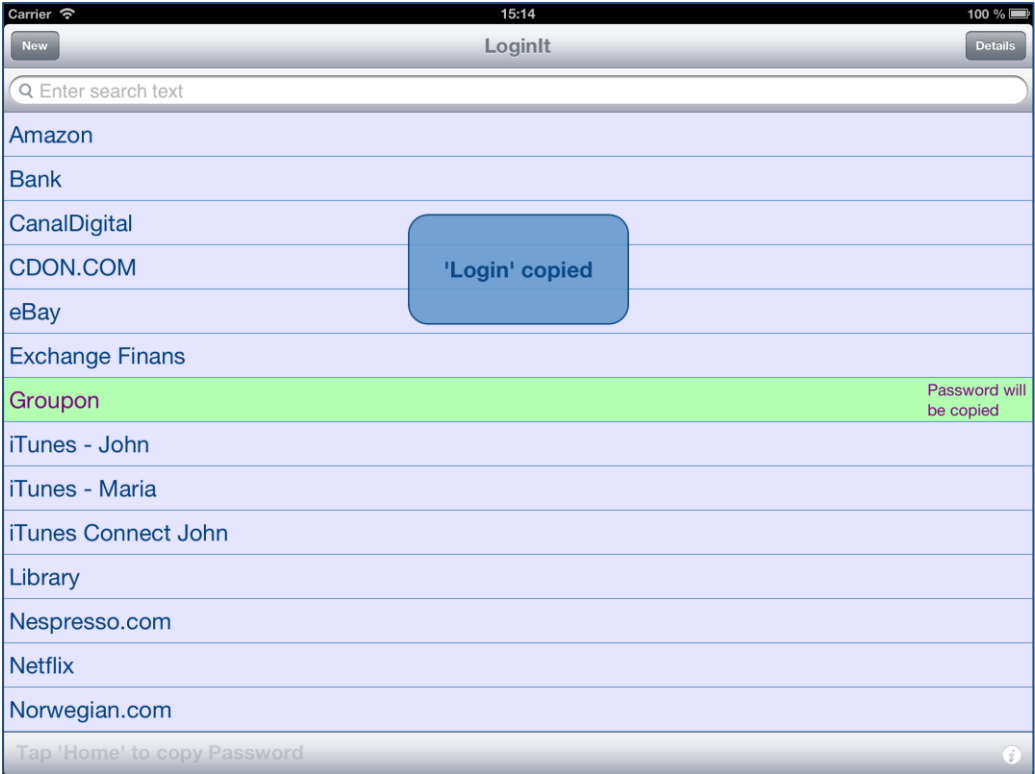 Carrier 15:14 100 %
New LoginIt Details
Enter search text
Amazon
Bank
CanalDigital
'Login' copied
CDON.COM
eBay
Exchange Finans
Groupon Password will
be copied
iTunes - John
iTunes - Maria
iTunes Connect John
Library
Nespresso.com
Netflix
Norwegian.com
Tap 'Home' to copy Password